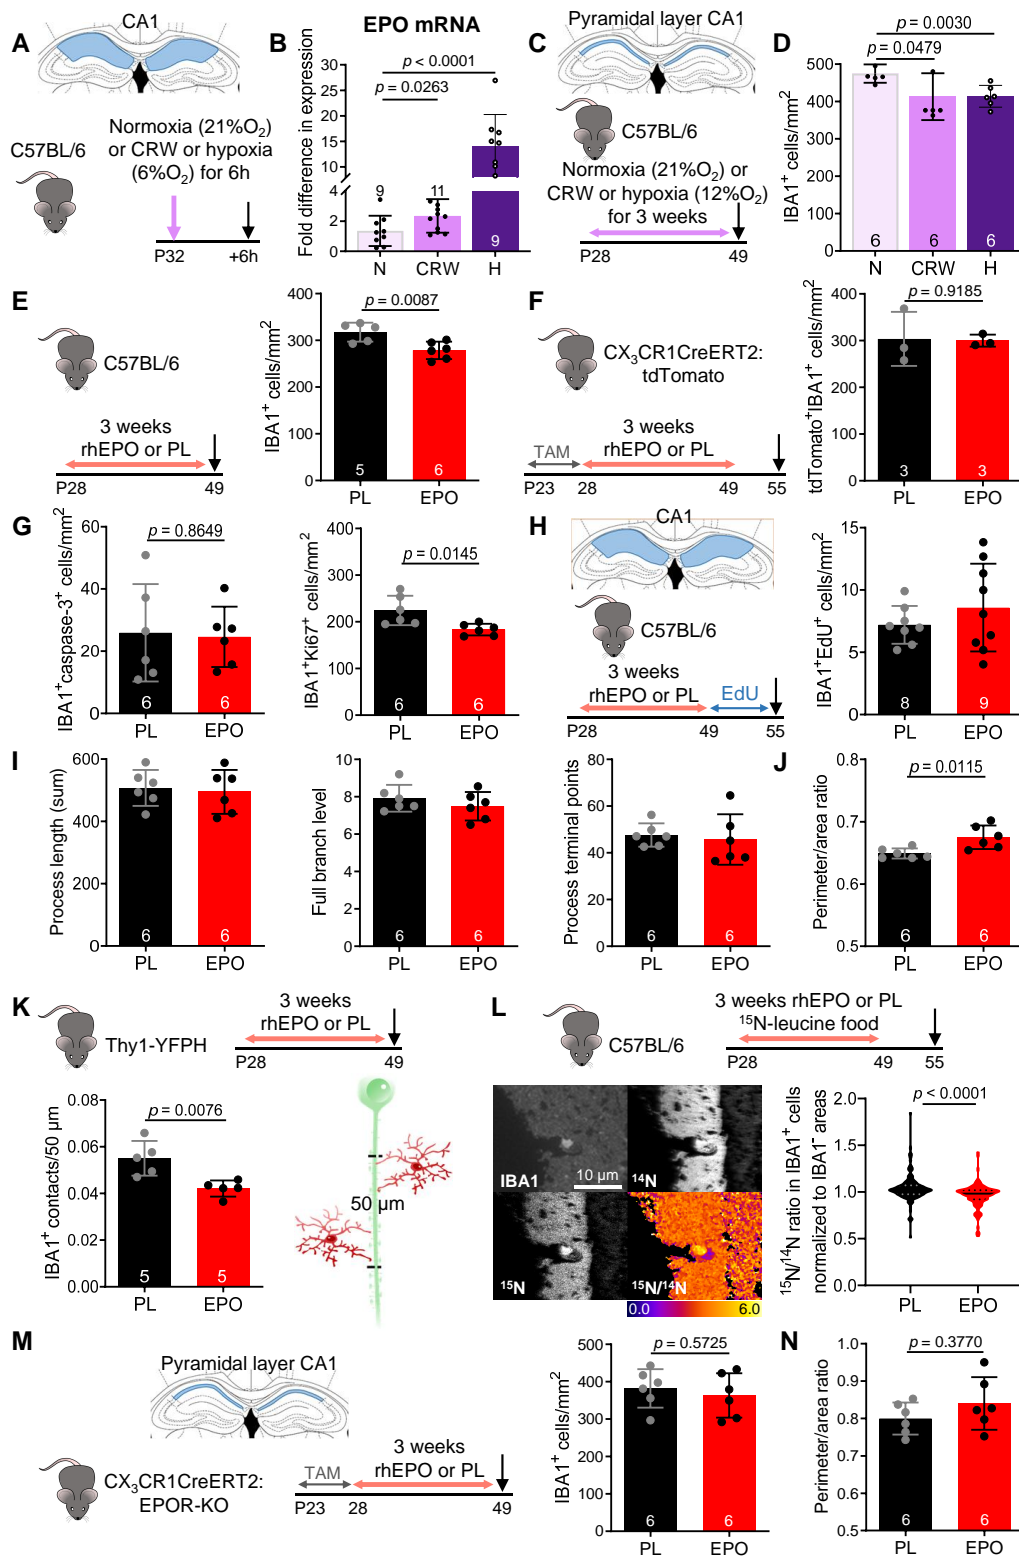 A
CA1
C57BL/6
Normoxia (21%O₂)
or CRW or hypoxia
(6%O₂) for 6h
P32
+6h
B
EPO mRNA
Fold difference in expression
30
25
20
15
10
5
4
2
0
p < 0.0001
p = 0.0263
9
11
9
N
CRW
H
C
Pyramidal layer CA1
C57BL/6
Normoxia (21%O₂) or
CRW or hypoxia (12%O₂)
for 3 weeks
P28
49
D
IBA1⁺ cells/mm²
p = 0.0030
p = 0.0479
500
400
300
200
100
0
6
6
6
N
CRW
H
E
C57BL/6
3 weeks
rhEPO or PL
P28
49
IBA1⁺ cells/mm²
400
300
200
100
0
p = 0.0087
5
6
PL
EPO
F
CX₃CR1CreERT2:
tdTomato
3 weeks
TAM
rhEPO or PL
P23
28
49
55
tdTomato⁺IBA1⁺ cells/mm²
400
300
200
100
0
p = 0.9185
3
3
PL
EPO
G
IBA1⁺caspase-3⁺ cells/mm²
60
40
20
0
p = 0.8649
6
6
PL
EPO
IBA1⁺Ki67⁺ cells/mm²
400
300
200
100
0
p = 0.0145
6
6
PL
EPO
H
CA1
C57BL/6
3 weeks
rhEPO or PL
EdU
P28
49
55
IBA1⁺EdU⁺ cells/mm²
15
10
5
0
8
9
PL
EPO
I
Process length (sum)
600
400
200
0
6
6
PL
EPO
Full branch level
10
8
6
4
2
0
6
6
PL
EPO
Process terminal points
80
60
40
20
0
6
6
PL
EPO
J
Perimeter/area ratio
0.8
0.7
0.6
0.5
p = 0.0115
6
6
PL
EPO
K
Thy1-YFPH
3 weeks
rhEPO or PL
P28
49
IBA1⁺ contacts/50 µm
0.08
0.06
0.04
0.02
0.00
p = 0.0076
5
5
PL
EPO
50 µm
L
C57BL/6
3 weeks rhEPO or PL
¹⁵N-leucine food
P28
49
55
IBA1
10 µm
¹⁴N
¹⁵N
¹⁵N/¹⁴N
0.0
6.0
¹⁵N/¹⁴N ratio in IBA1⁺ cells
normalized to IBA1⁻ areas
2.0
1.5
1.0
0.5
0.0
p < 0.0001
PL
EPO
M
Pyramidal layer CA1
CX₃CR1CreERT2:
EPOR-KO
3 weeks
TAM
rhEPO or PL
P23
28
49
IBA1⁺ cells/mm²
500
400
300
200
100
0
p = 0.5725
6
6
PL
EPO
N
Perimeter/area ratio
1.0
0.9
0.8
0.7
0.6
0.5
p = 0.3770
6
6
PL
EPO